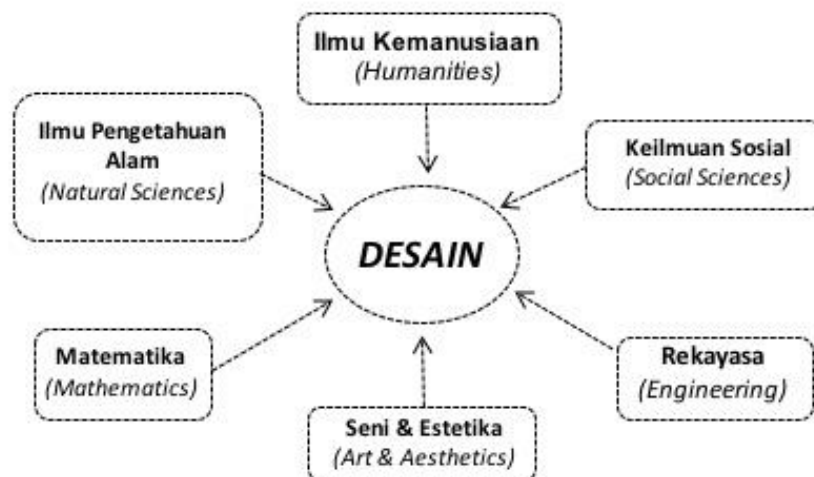 Ilmu Kemanusiaan
(Humanities)
Ilmu Pengetahuan
Alam
(Natural Sciences)
Keilmuan Sosial
(Social Sciences)
DESAIN
Matematika
(Mathematics)
Rekayasa
(Engineering)
Seni & Estetika
(Art & Aesthetics)